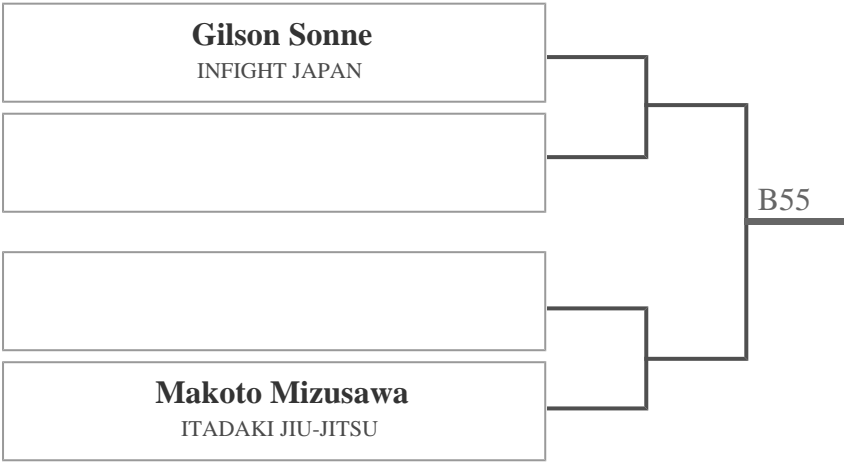 Gilson Sonne
INFIGHT JAPAN
B55
Makoto Mizusawa
ITADAKI JIU-JITSU